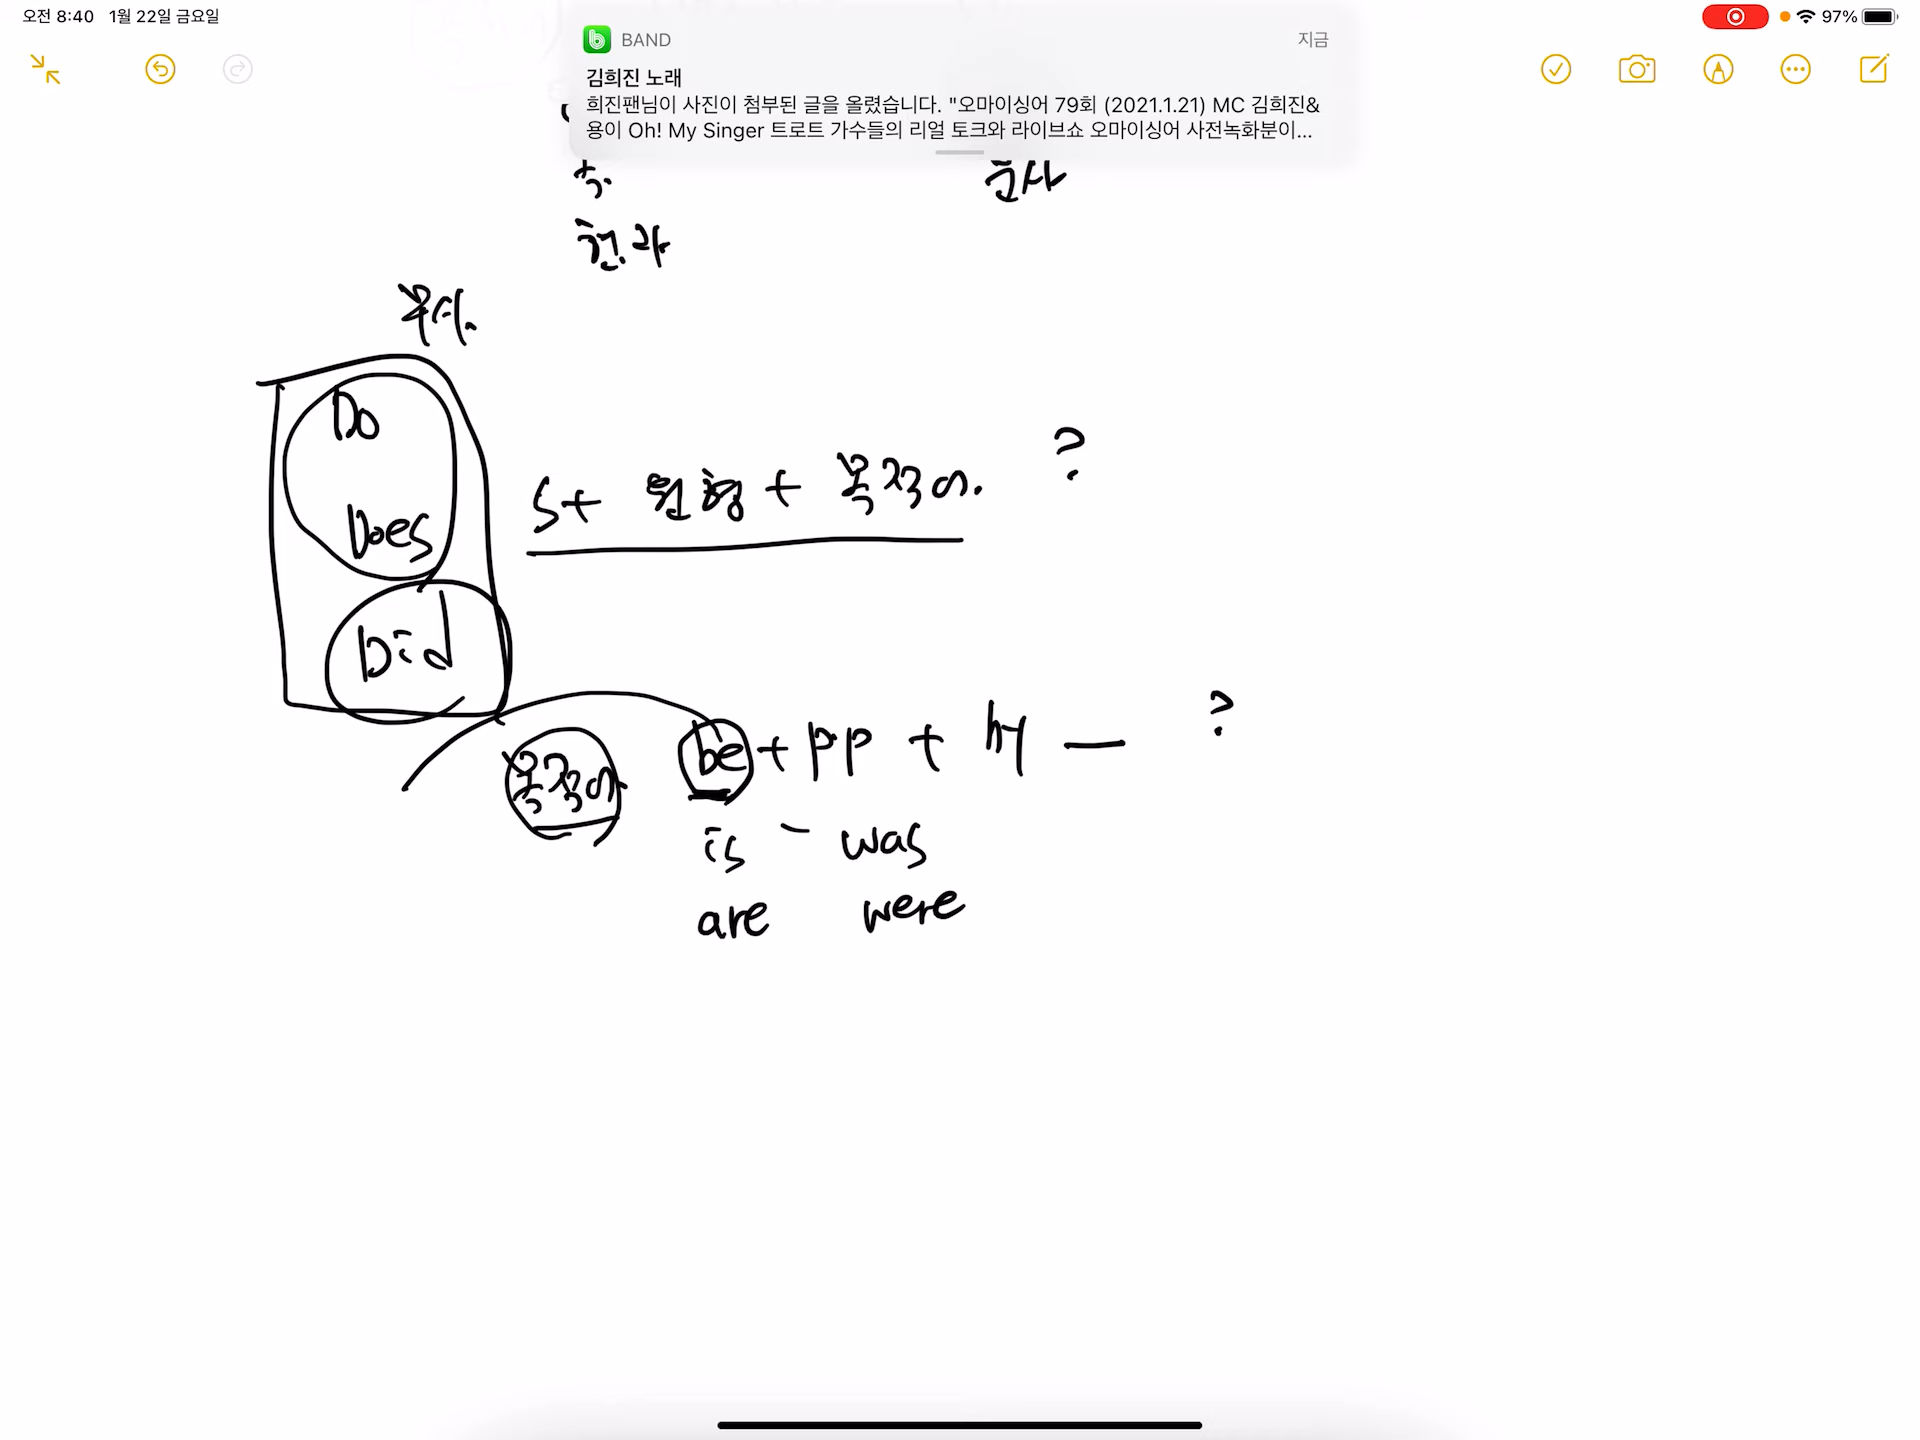 오전 8:40 1월 22일 금요일
97%
BAND 지금
김희진 노래
희진팬님이 사진이 첨부된 글을 올렸습니다. "오마이싱어 79회 (2021.1.21) MC 김희진&
용이 Oh! My Singer 트로트 가수들의 리얼 토크와 라이브쇼 오마이싱어 사전녹화분이...
Do
Does
S+ 원형 + 목적어. ?
Did
목적어 be + pp + by — ?
is - was
are were